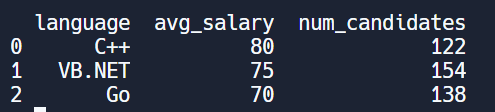 language avg_salary num_candidates
0 C++ 80 122
1 VB.NET 75 154
2 Go 70 138